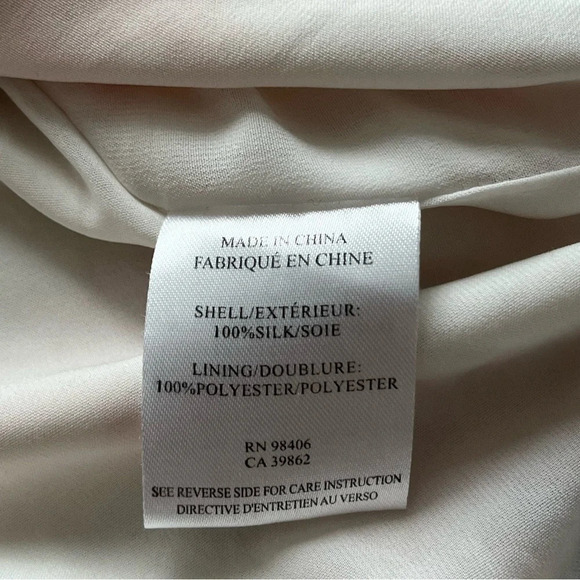 MADE IN CHINA
FABRIQUÉ EN CHINE
SHELL/EXTÉRIEUR:
100%SILK/SOIE
LINING/DOUBLURE:
100%POLYESTER/POLYESTER
RN 98406
CA 39862
SEE REVERSE SIDE FOR CARE INSTRUCTION
DIRECTIVE D'ENTRETIEN AU VERSO